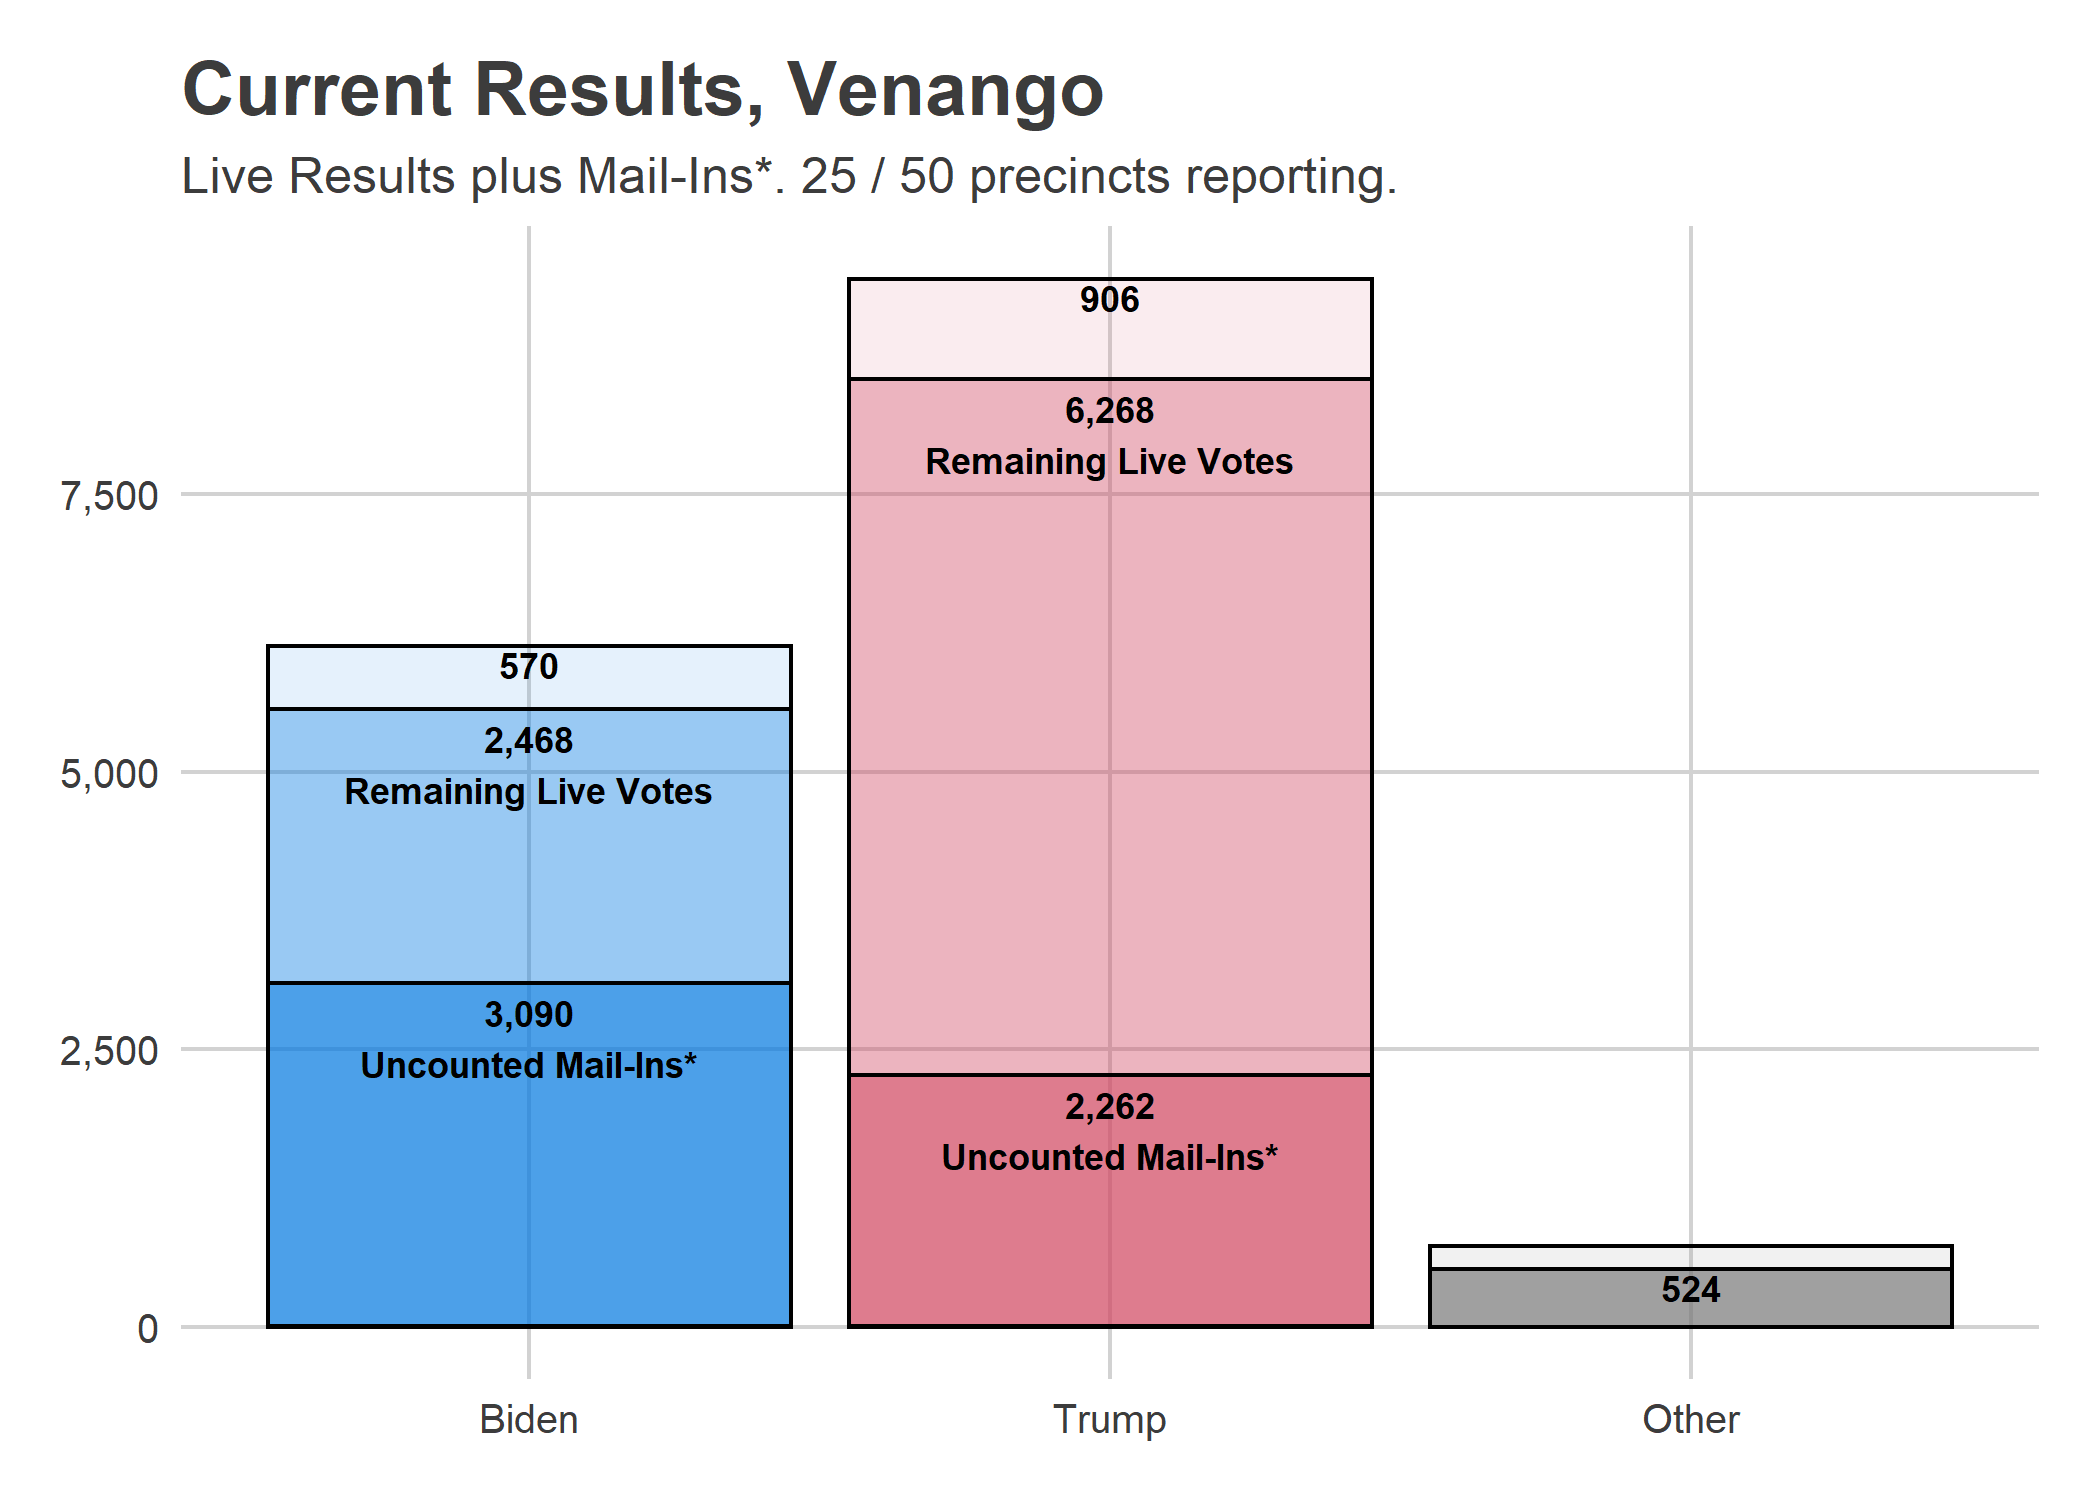 Current Results, Venango
Live Results plus Mail-Ins*. 25 / 50 precincts reporting.
906
6,268
Remaining Live Votes
7,500
570
2,468
5,000
Remaining Live Votes
3,090
2,500
Uncounted Mail-Ins*
2,262
Uncounted Mail-Ins*
524
0
Biden
Trump
Other